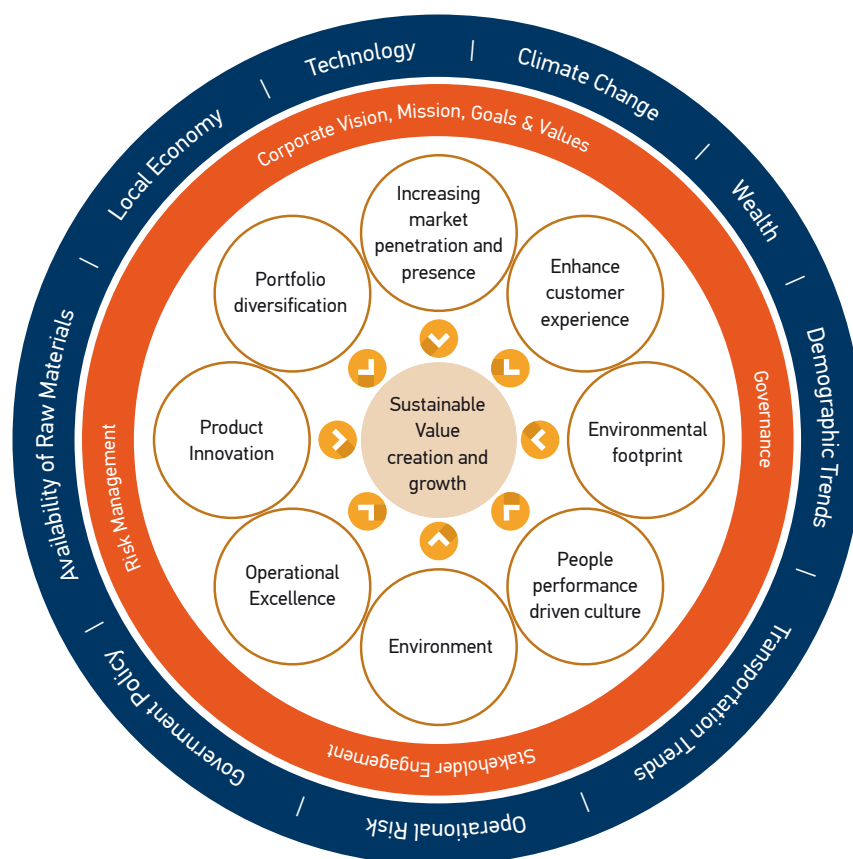 Technology
|
Climate Change
|
Wealth
|
Demographic Trends
|
Transportation Trends
|
Operational Risk
|
Government Policy
|
Availability of Raw Materials
|
Local Economy
|
Corporate Vision, Mission, Goals & Values
Governance
Stakeholder Engagement
Risk Management
Increasing
market
penetration and
presence
Enhance
customer
experience
Environmental
footprint
People
performance
driven culture
Environment
Operational
Excellence
Product
Innovation
Portfolio
diversification
Sustainable
Value
creation and
growth